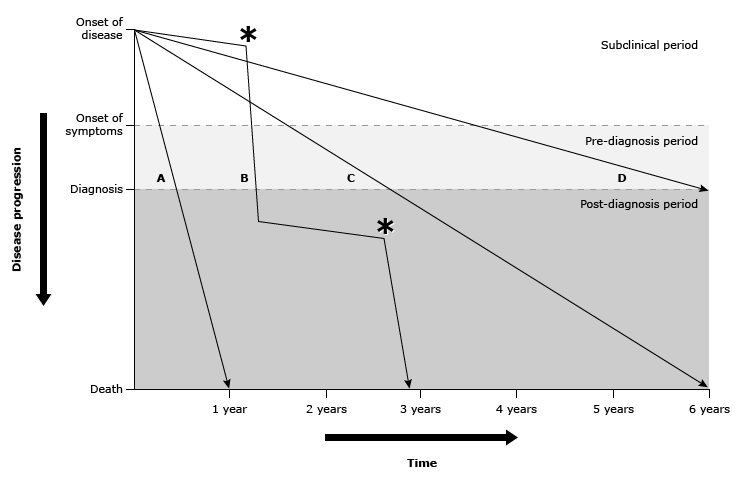 Onset of
disease
*
Subclinical period
Onset of
symptoms
Pre-diagnosis period
A B C D
Diagnosis
Post-diagnosis period
*
Disease progression
Death
1 year 2 years 3 years 4 years 5 years 6 years
Time